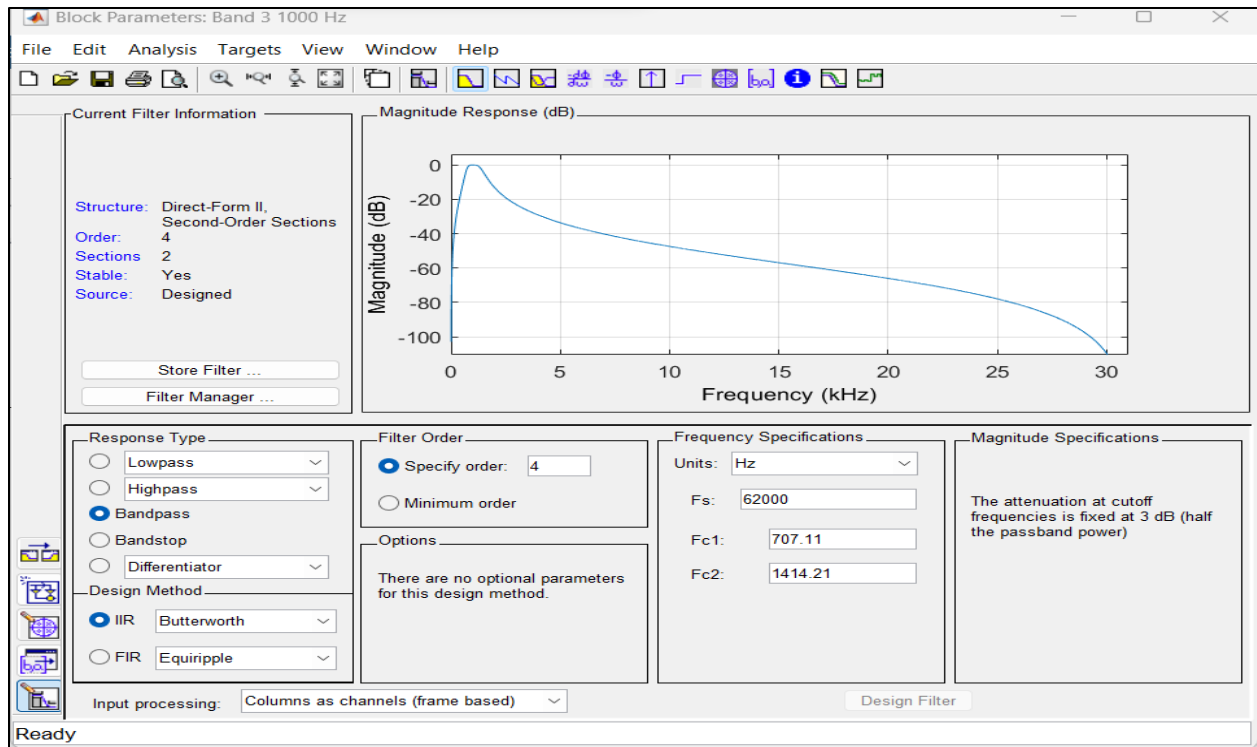 Block Parameters: Band 3 1000 Hz
File Edit Analysis Targets View Window Help
Current Filter Information
Structure: Direct-Form II,
Second-Order Sections
Order: 4
Sections 2
Stable: Yes
Source: Designed
Store Filter ...
Filter Manager ...
Magnitude Response (dB)
Magnitude (dB)
0
-20
-40
-60
-80
-100
0 5 10 15 20 25 30
Frequency (kHz)
Response Type
Lowpass
Highpass
Bandpass
Bandstop
Differentiator
Design Method
IIR Butterworth
FIR Equiripple
Filter Order
Specify order: 4
Minimum order
Options
There are no optional parameters
for this design method.
Frequency Specifications
Units: Hz
Fs: 62000
Fc1: 707.11
Fc2: 1414.21
Magnitude Specifications
The attenuation at cutoff
frequencies is fixed at 3 dB (half
the passband power)
Input processing: Columns as channels (frame based)
Design Filter
Ready